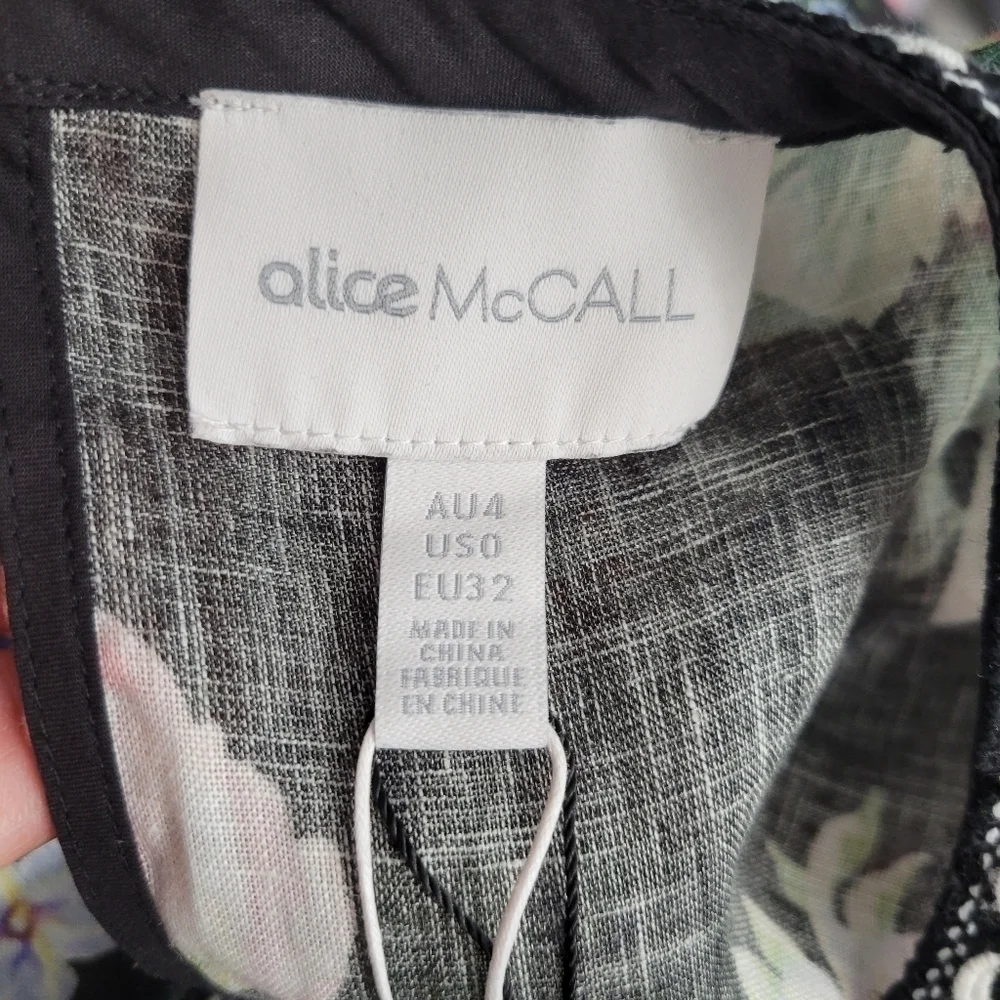 alice McCALL
AU4
US0
EU32
MADE IN
CHINA
FABRIQUE
EN CHINE